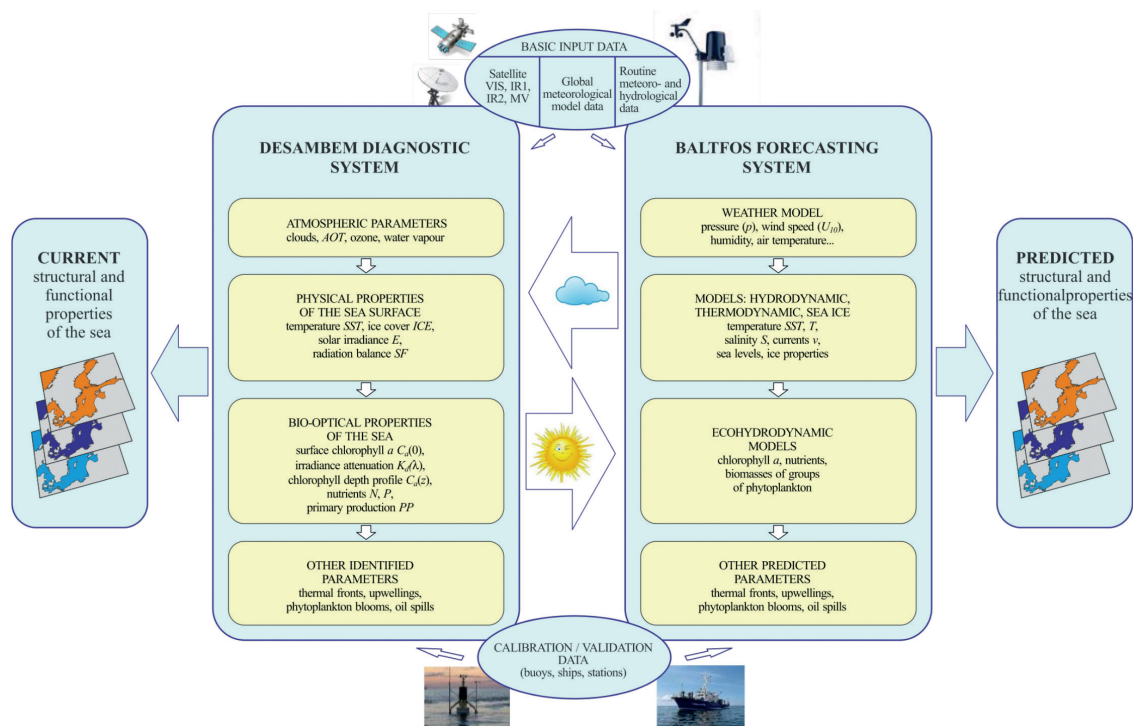 BASIC INPUT DATA
Satellite
VIS, IR1,
IR2, MV
Global
meteorological
model data
Routine
meteoro- and
hydrological
data
DESAMBEM DIAGNOSTIC
SYSTEM
ATMOSPHERIC PARAMETERS
clouds, AOT, ozone, water vapour
PHYSICAL PROPERTIES
OF THE SEA SURFACE
temperature SST, ice cover ICE,
solar irradiance E,
radiation balance SF
BIO-OPTICAL PROPERTIES
OF THE SEA
surface chlorophyll a Ca(0),
irradiance attenuation Kd(λ)
chlorophyll depth profile Ca(z),
nutrients N, P,
primary production PP
OTHER IDENTIFIED
PARAMETERS
thermal fronts, upwellings,
phytoplankton blooms, oil spills
BALTFOS FORECASTING
SYSTEM
WEATHER MODEL
pressure (p), wind speed (U10),
humidity, air temperature...
MODELS: HYDRODYNAMIC,
THERMODYNAMIC, SEA ICE
temperature SST, T,
salinity S, currents v,
sea levels, ice properties
ECOHYDRODYNAMIC
MODELS
chlorophyll a, nutrients,
biomasses of groups
of phytoplankton
OTHER PREDICTED
PARAMETERS
thermal fronts, upwellings,
phytoplankton blooms, oil spills
CURRENT
structural and
functional
properties
of the sea
PREDICTED
structural and
functionalproperties
of the sea
CALIBRATION / VALIDATION
DATA
(buoys, ships, stations)